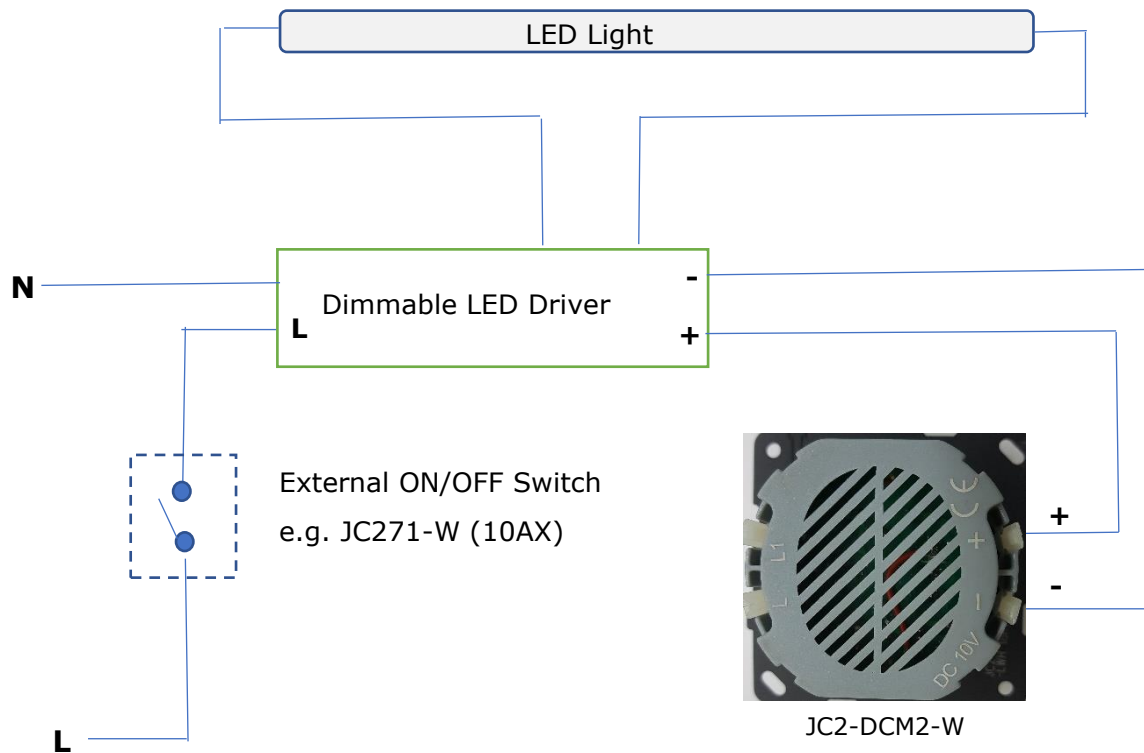 LED Light
N
-
Dimmable LED Driver
L
+
External ON/OFF Switch
e.g. JC271-W (10AX)
+
-
L1
L
CE
+
-
DC 10V
JC2-DCM2-W
L